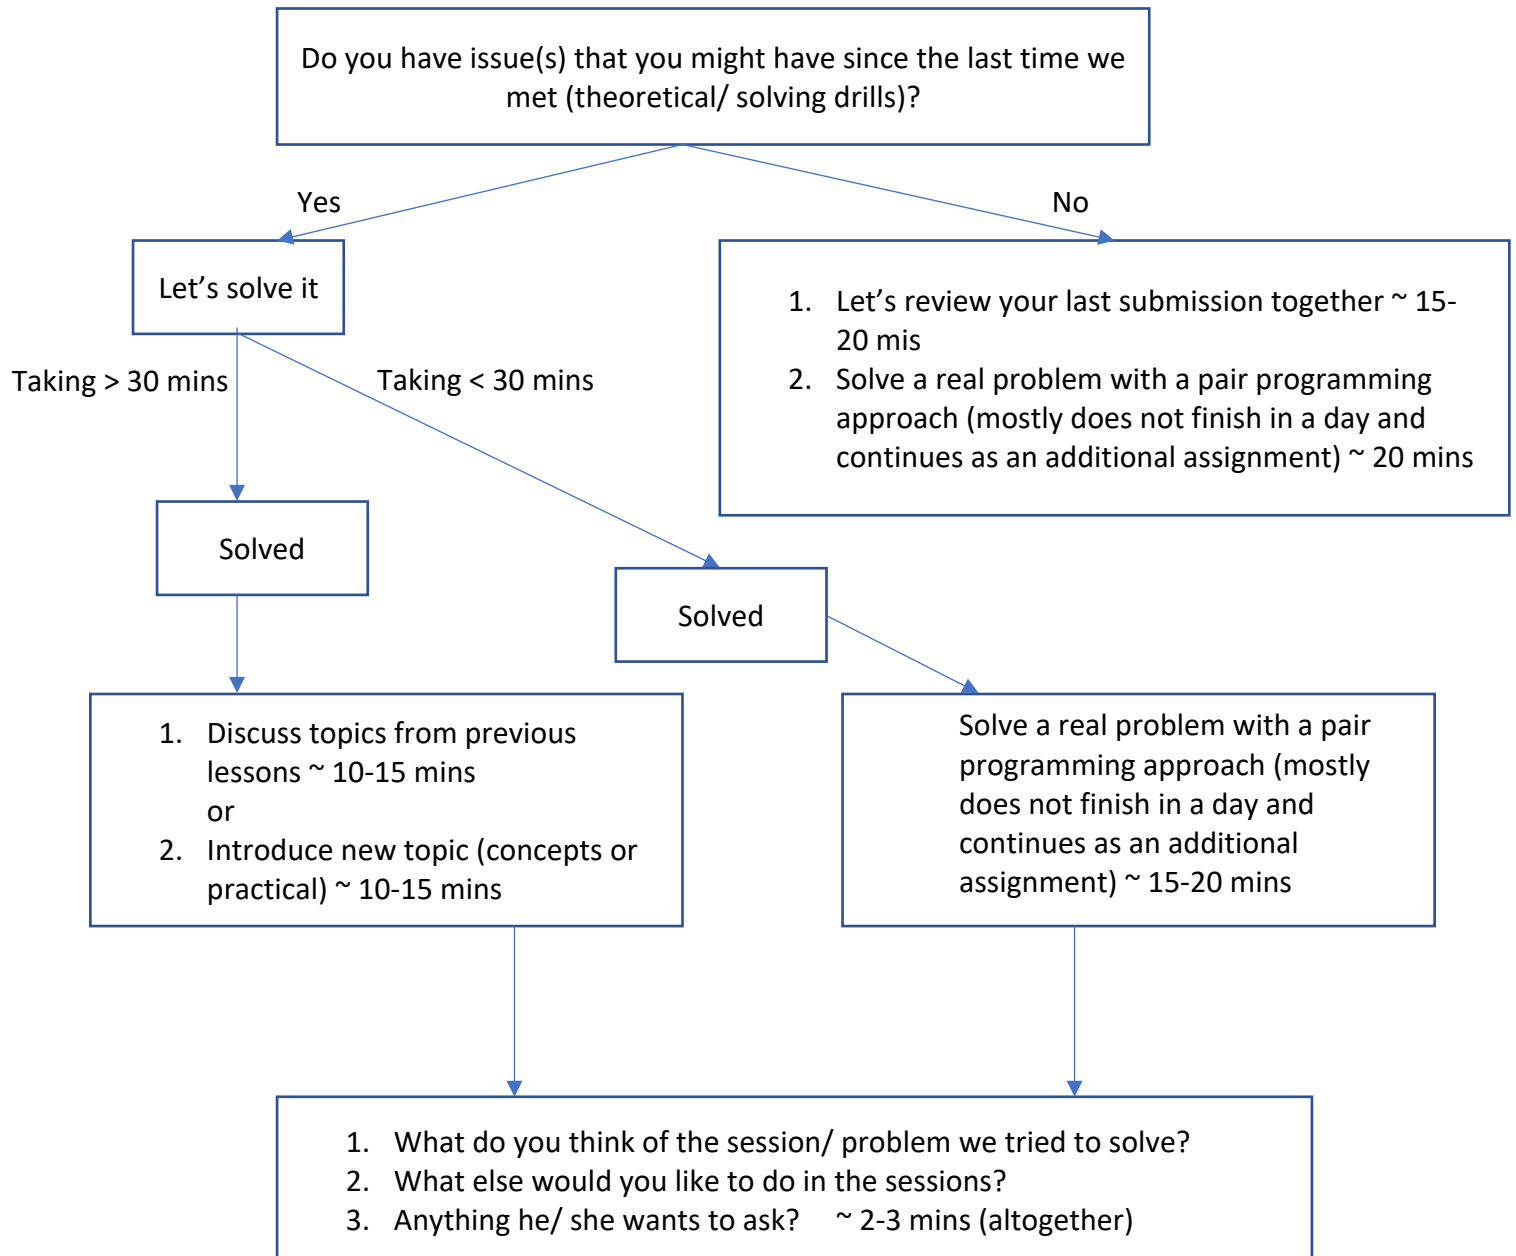 Do you have issue(s) that you might have since the last time we
met (theoretical/ solving drills)?
Yes
No
Let’s solve it
1. Let’s review your last submission together ~ 15-
20 mis
2. Solve a real problem with a pair programming
approach (mostly does not finish in a day and
continues as an additional assignment) ~ 20 mins
Taking > 30 mins
Taking < 30 mins
Solved
Solved
1. Discuss topics from previous
lessons ~ 10-15 mins
or
2. Introduce new topic (concepts or
practical) ~ 10-15 mins
Solve a real problem with a pair
programming approach (mostly
does not finish in a day and
continues as an additional
assignment) ~ 15-20 mins
1. What do you think of the session/ problem we tried to solve?
2. What else would you like to do in the sessions?
3. Anything he/ she wants to ask? ~ 2-3 mins (altogether)